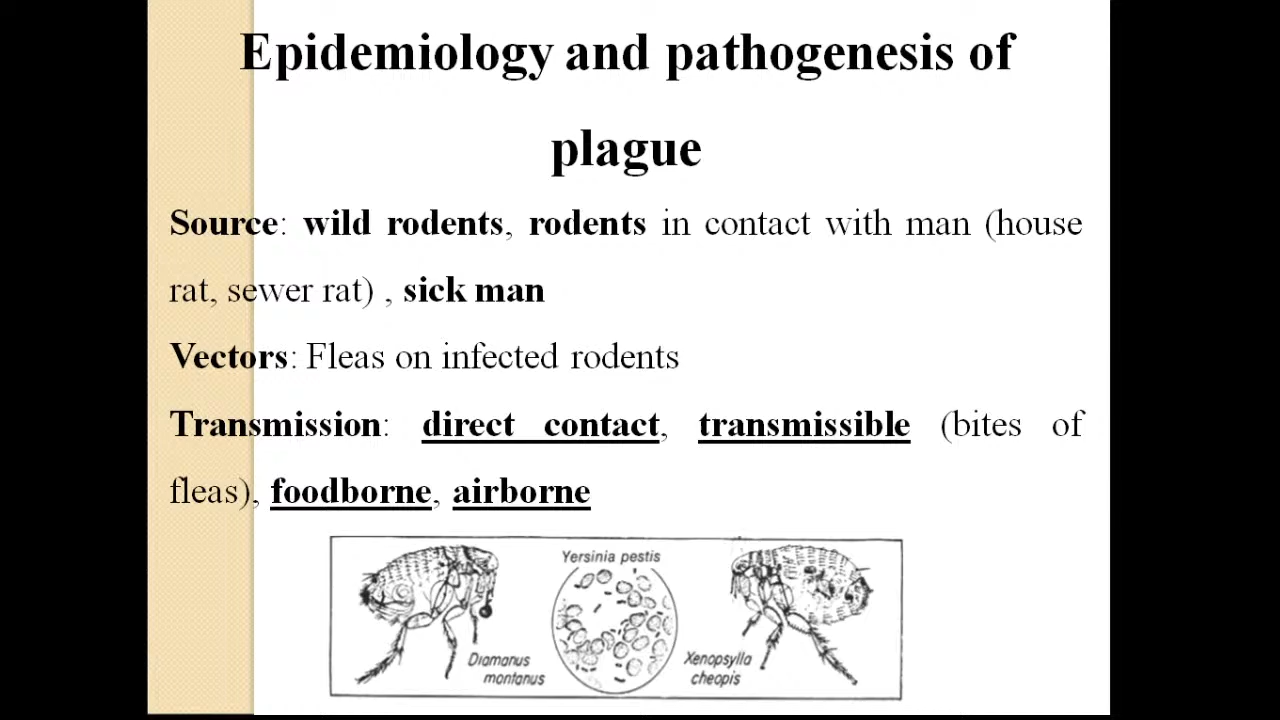 Epidemiology and pathogenesis of
plague
Source: wild rodents, rodents in contact with man (house
rat, sewer rat) , sick man
Vectors: Fleas on infected rodents
Transmission: direct contact, transmissible (bites of
fleas), foodborne, airborne
Yersinia pestis
Diamanus
montanus
Xenopsylla
cheopis